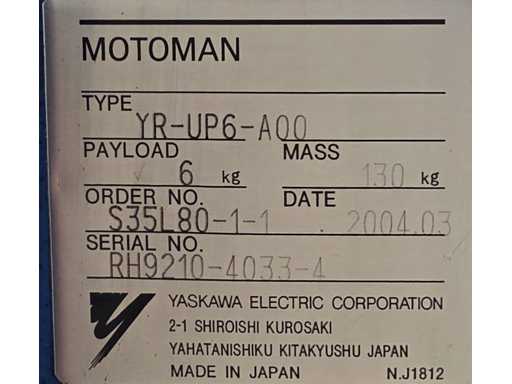 MOTOMAN
TYPE
YR-UP6-A00
PAYLOAD MASS
6 kg 130 kg
ORDER NO. DATE
S35L80-1-1 . 2004.03
SERIAL NO.
RH9210-4033-4
YASKAWA ELECTRIC CORPORATION
2-1 SHIROISHI KUROSAKI
YAHATANISHIKU KITAKYUSHU JAPAN
MADE IN JAPAN N.J1812